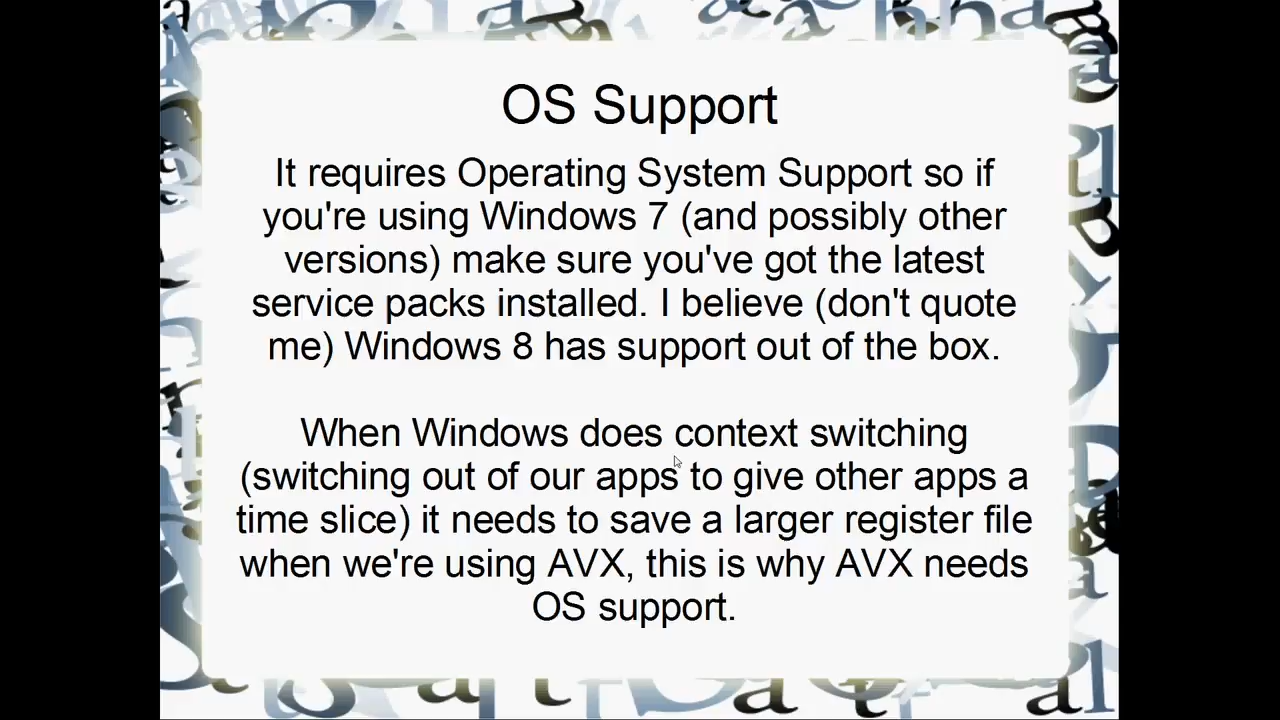 OS Support
It requires Operating System Support so if
you're using Windows 7 (and possibly other
versions) make sure you've got the latest
service packs installed. I believe (don't quote
me) Windows 8 has support out of the box.
When Windows does context switching
(switching out of our apps to give other apps a
time slice) it needs to save a larger register file
when we're using AVX, this is why AVX needs
OS support.